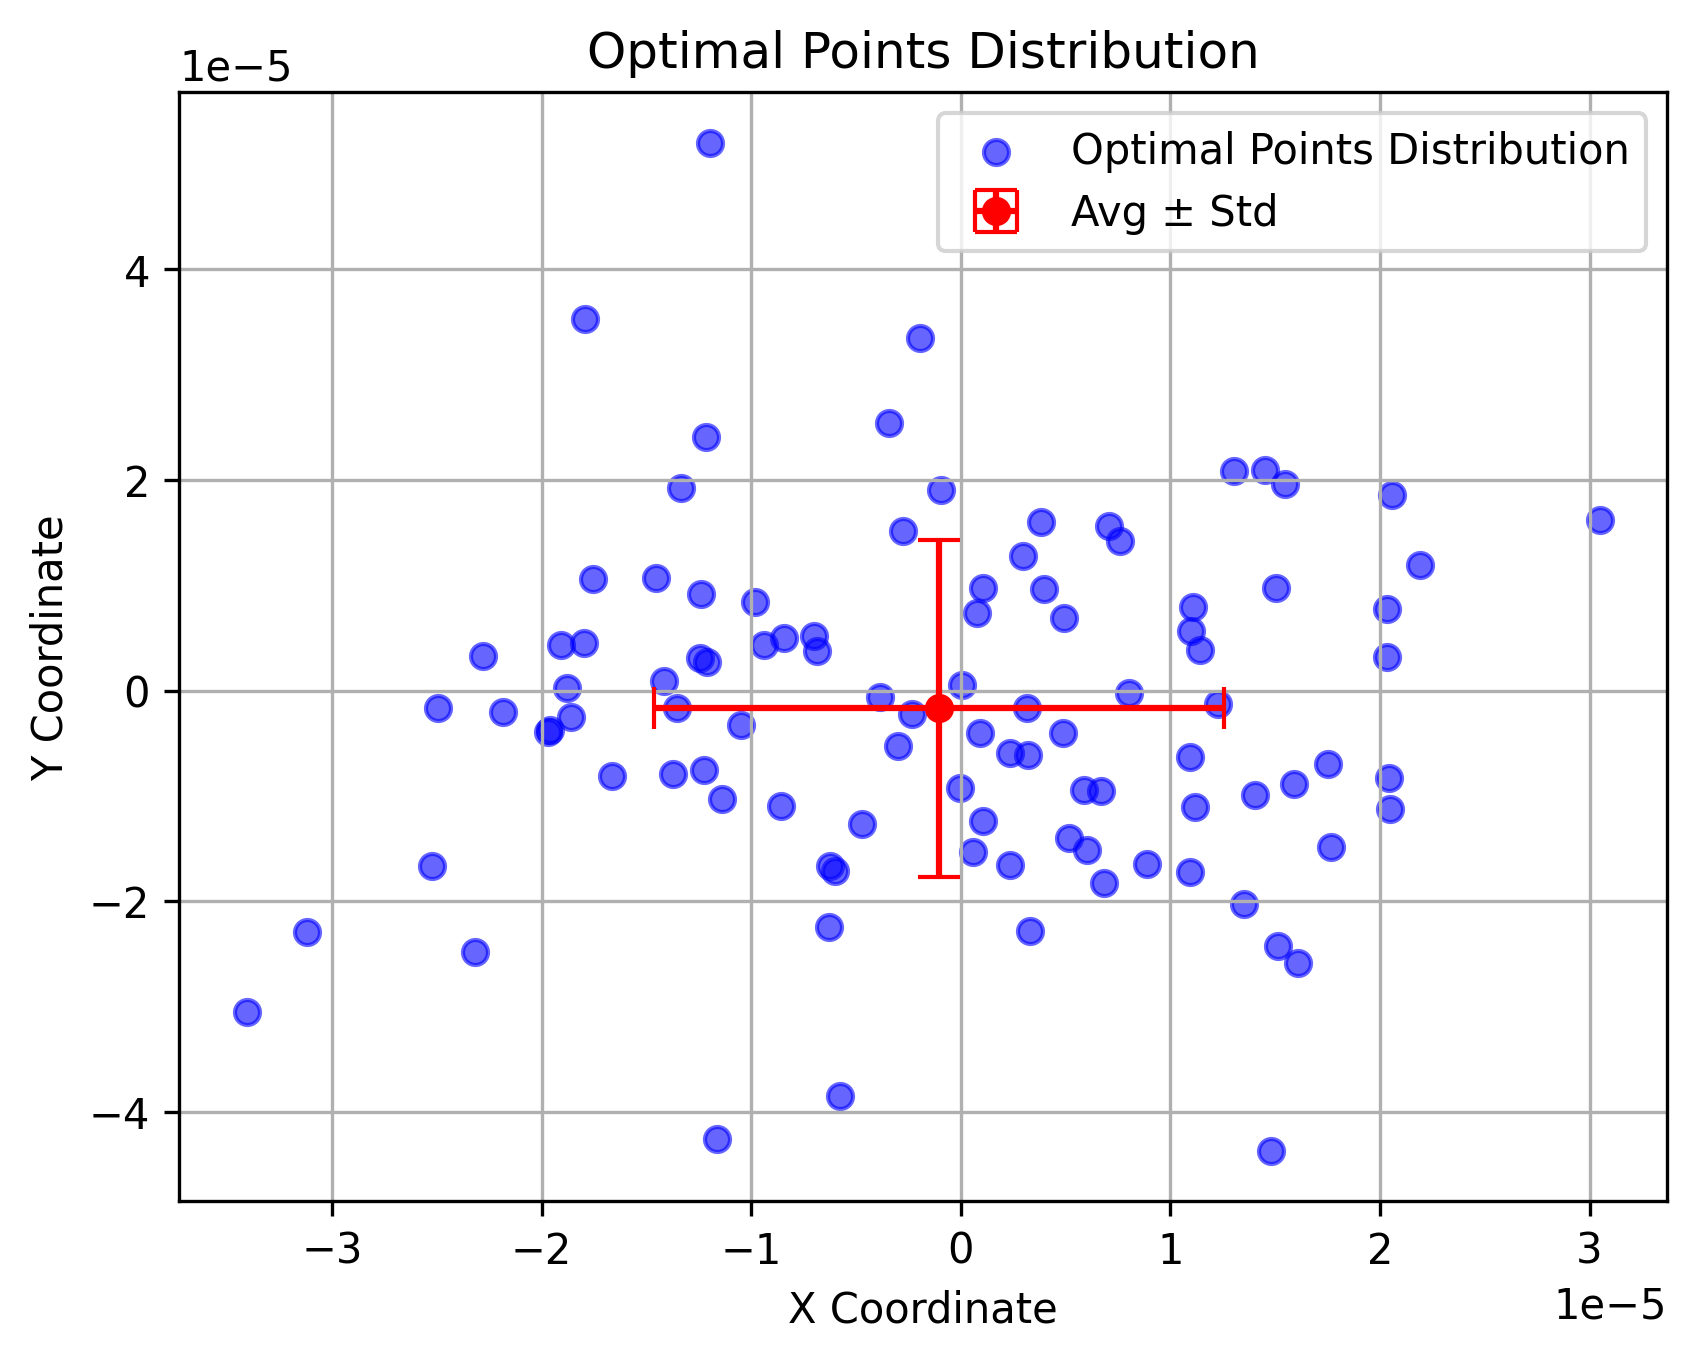 Optimal Points Distribution
1e−5
Optimal Points Distribution
Avg ± Std
4
2
0
−2
−4
Y Coordinate
−3
−2
−1
0
1
2
3
X Coordinate
1e−5